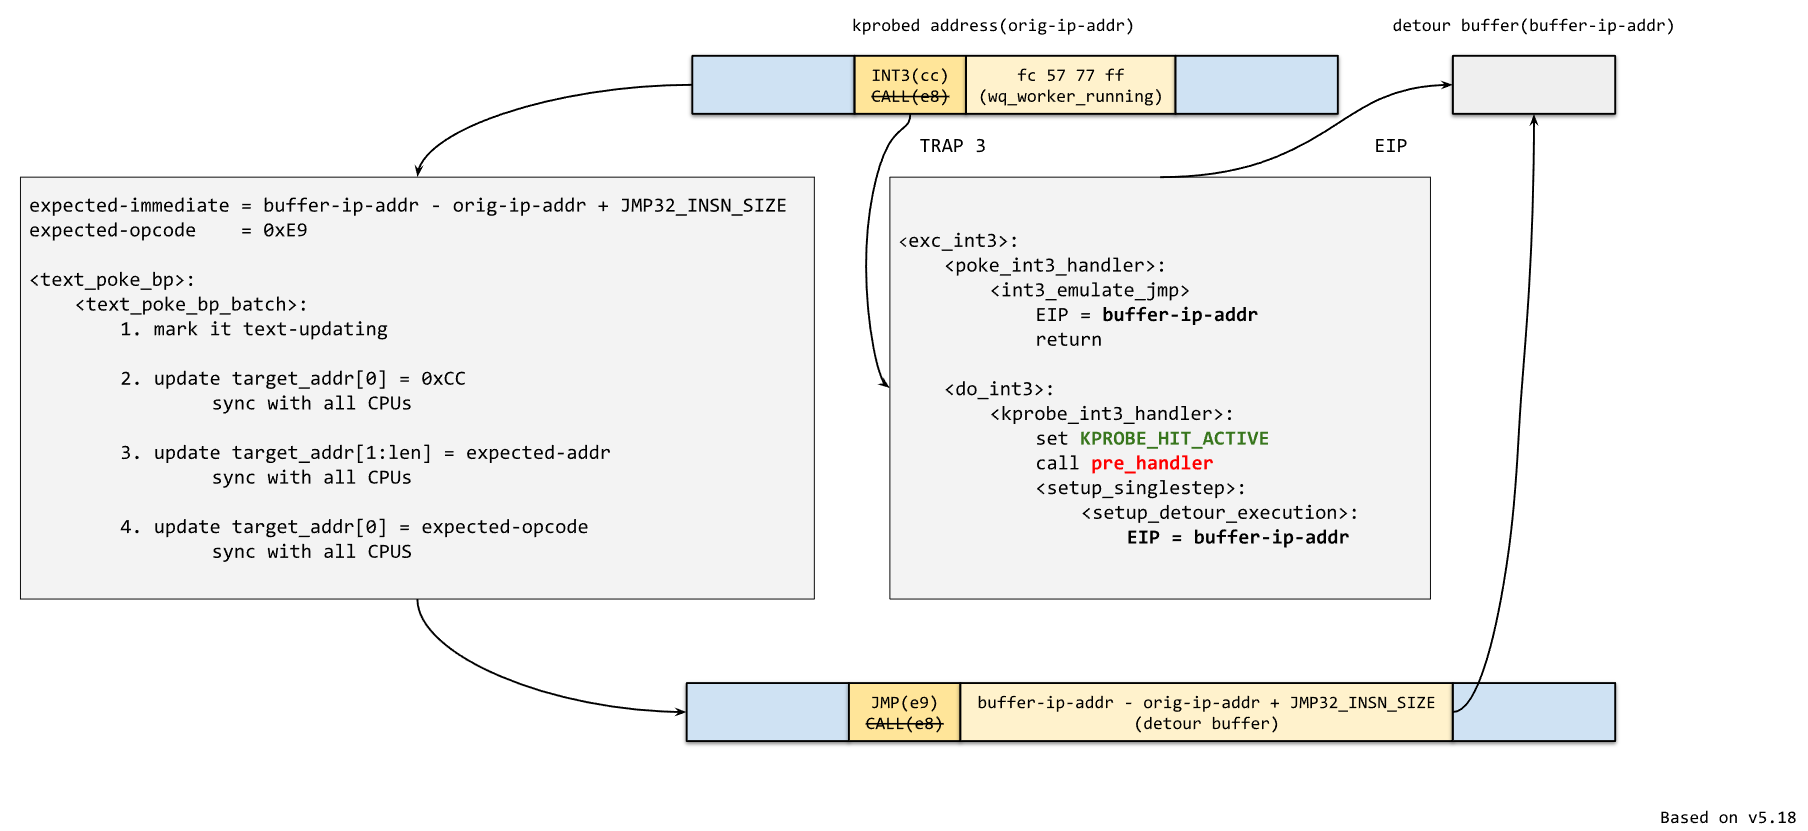 kprobed address(orig-ip-addr)
detour buffer(buffer-ip-addr)
INT3(cc)
CALL(e8)
fc 57 77 ff
(wq_worker_running)
TRAP 3
EIP
expected-immediate = buffer-ip-addr - orig-ip-addr + JMP32_INSN_SIZE
expected-opcode    = 0xE9
<text_poke_bp>:
<text_poke_bp_batch>:
1. mark it text-updating
2. update target_addr[0] = 0xCC
sync with all CPUs
3. update target_addr[1:len] = expected-addr
sync with all CPUs
4. update target_addr[0] = expected-opcode
sync with all CPUS
<exc_int3>:
<poke_int3_handler>:
<int3_emulate_jmp>
EIP = buffer-ip-addr
return
<do_int3>:
<kprobe_int3_handler>:
set KPROBE_HIT_ACTIVE
call pre_handler
<setup_singlestep>:
<setup_detour_execution>:
EIP = buffer-ip-addr
JMP(e9)
CALL(e8)
buffer-ip-addr - orig-ip-addr + JMP32_INSN_SIZE
(detour buffer)
Based on v5.18